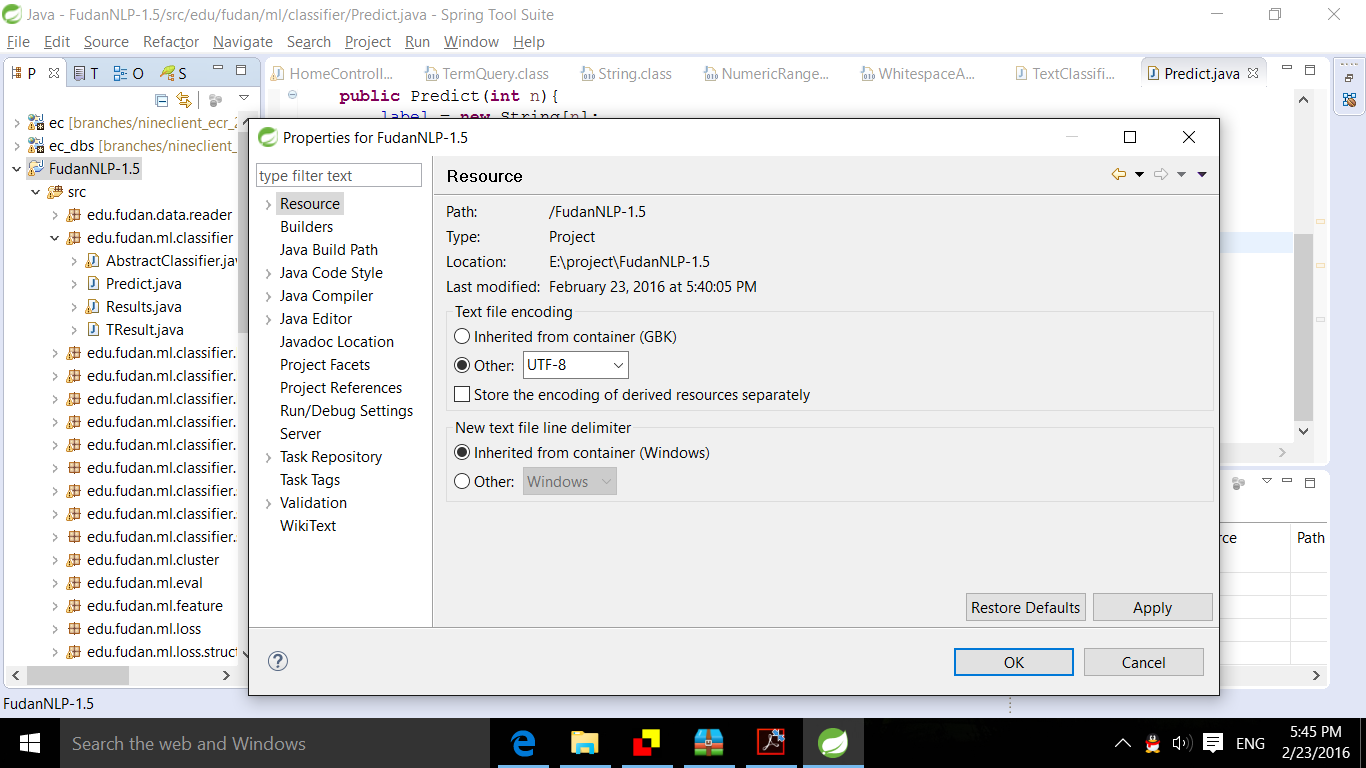 Java - FudanNLP-1.5/src/edu/fudan/ml/classifier/Predict.java - Spring Tool Suite
File Edit Source Refactor Navigate Search Project Run Window Help
P T O S
HomeControll... TermQuery.class String.class NumericRange... WhitespaceA... TextClassifi... Predict.java
public Predict(int n){
label = new String[n];
ec [branches/nineclient_ecr_2
ec_dbs [branches/nineclient_
FudanNLP-1.5
src
edu.fudan.data.reader
edu.fudan.ml.classifier
AbstractClassifier.jav
Predict.java
Results.java
TResult.java
edu.fudan.ml.classifier.
edu.fudan.ml.classifier.
edu.fudan.ml.classifier.
edu.fudan.ml.classifier.
edu.fudan.ml.classifier.
edu.fudan.ml.classifier.
edu.fudan.ml.classifier.
edu.fudan.ml.classifier.
edu.fudan.ml.classifier.
edu.fudan.ml.cluster
edu.fudan.ml.eval
edu.fudan.ml.feature
edu.fudan.ml.loss
edu.fudan.ml.loss.struct
FudanNLP-1.5
Properties for FudanNLP-1.5
type filter text
Resource
Builders
Java Build Path
Java Code Style
Java Compiler
Java Editor
Javadoc Location
Project Facets
Project References
Run/Debug Settings
Server
Task Repository
Task Tags
Validation
WikiText
Resource
Path: /FudanNLP-1.5
Type: Project
Location: E:\project\FudanNLP-1.5
Last modified: February 23, 2016 at 5:40:05 PM
Text file encoding
Inherited from container (GBK)
Other: UTF-8
Store the encoding of derived resources separately
New text file line delimiter
Inherited from container (Windows)
Other: Windows
Restore Defaults Apply
OK Cancel
rce Path
Search the web and Windows
ENG
5:45 PM
2/23/2016